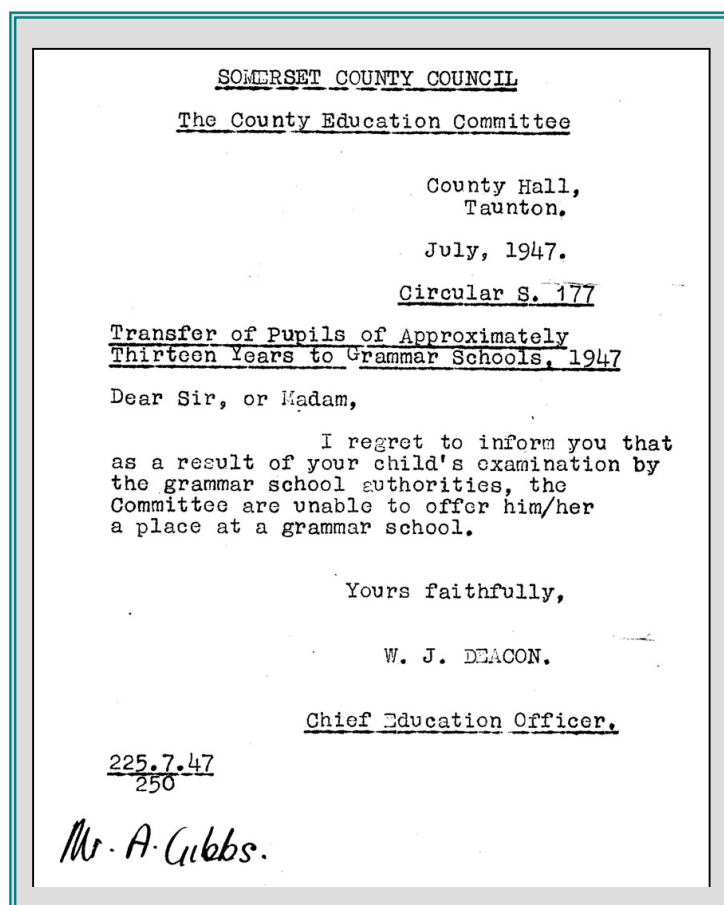 SOMERSET COUNTY COUNCIL
The County Education Committee
County Hall,
Taunton.
July, 1947.
Circular S. 177
Transfer of Pupils of Approximately
Thirteen Years to Grammar Schools, 1947
Dear Sir, or Madam,
I regret to inform you that
as a result of your child's examination by
the grammar school authorities, the
Committee are unable to offer him/her
a place at a grammar school.
Yours faithfully,
W. J. DEACON.
Chief Education Officer.
225.7.47
250
Mr. A. Gibbs.